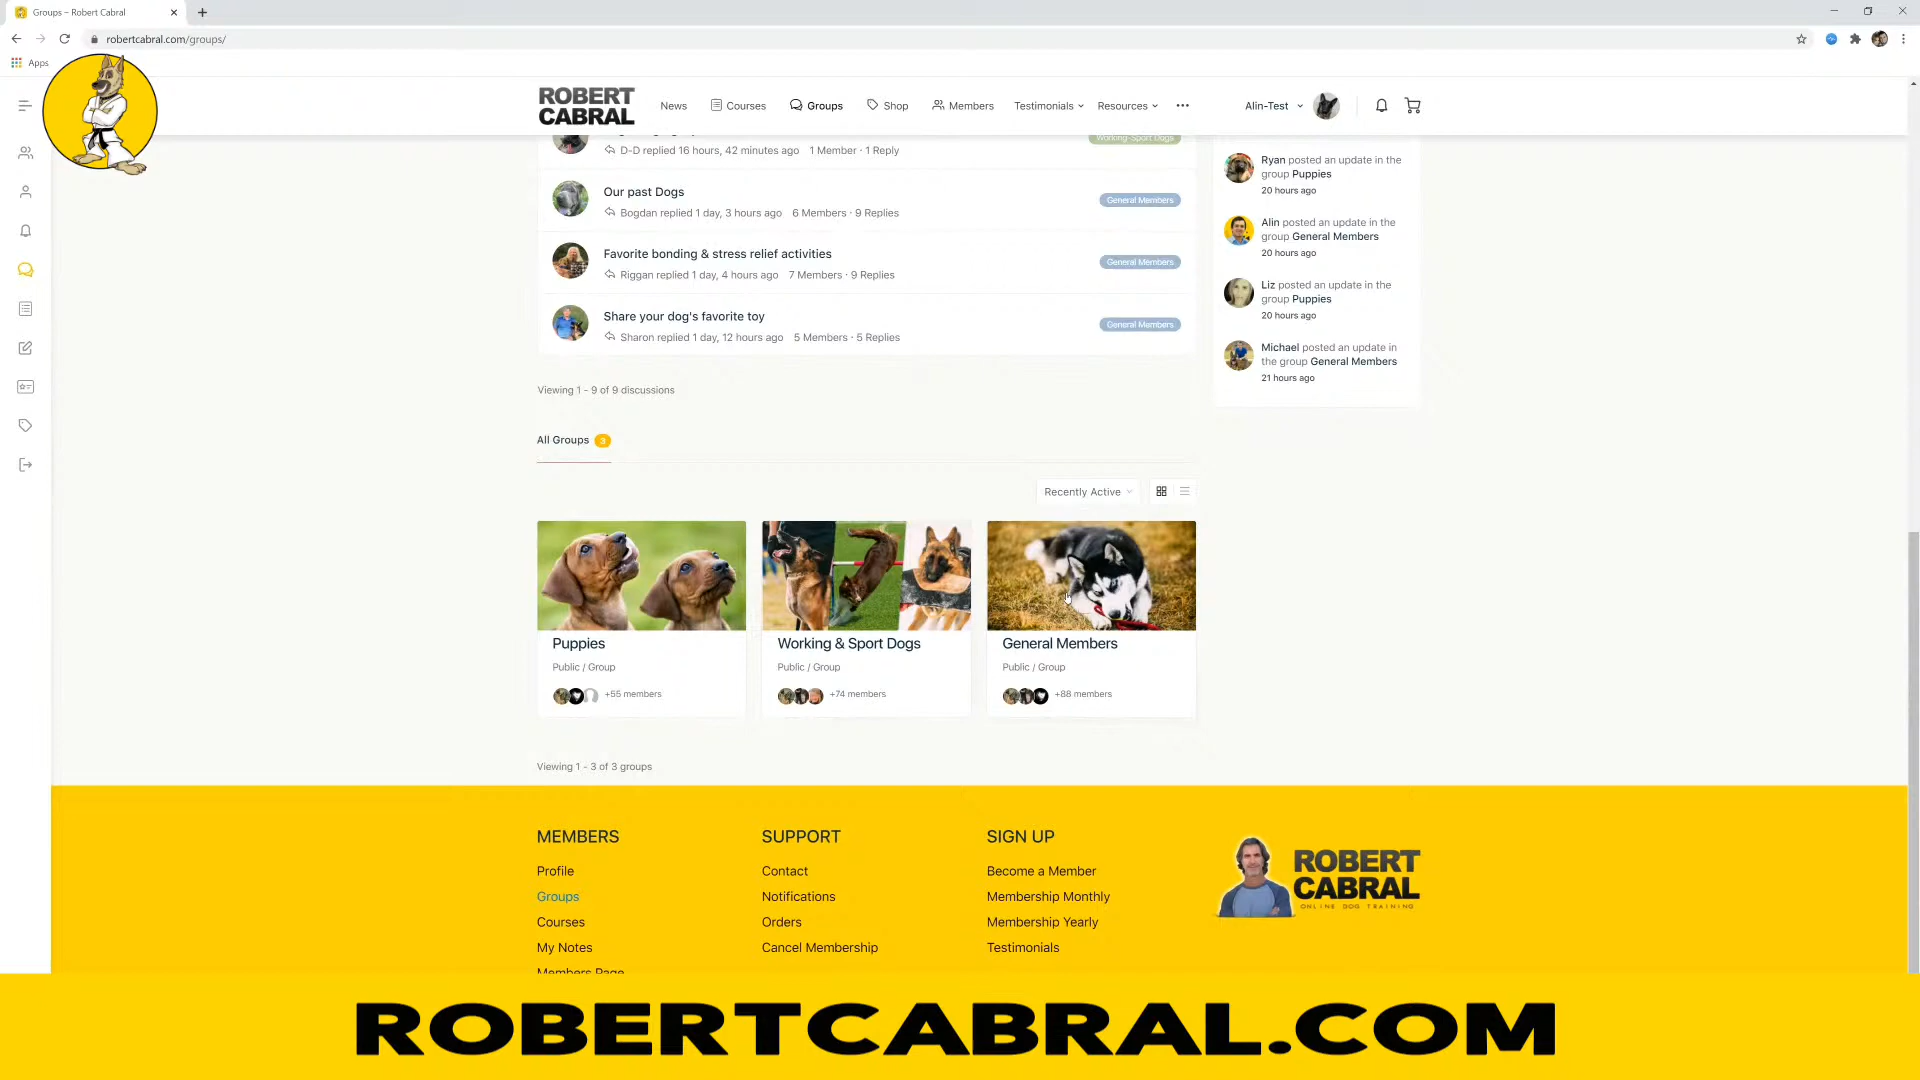 Groups – Robert Cabral
robertcabral.com/groups/
Apps
ROBERT
CABRAL
News
Courses
Groups
Shop
Members
Testimonials
Resources
Alin-Test
Working-Sport Dogs
D-D replied 16 hours, 42 minutes ago 1 Member · 1 Reply
Our past Dogs
General Members
Bogdan replied 1 day, 3 hours ago 6 Members · 9 Replies
Favorite bonding & stress relief activities
General Members
Riggan replied 1 day, 4 hours ago 7 Members · 9 Replies
Share your dog's favorite toy
General Members
Sharon replied 1 day, 12 hours ago 5 Members · 5 Replies
Viewing 1 - 9 of 9 discussions
Ryan posted an update in the
group Puppies
20 hours ago
Alin posted an update in the
group General Members
20 hours ago
Liz posted an update in the
group Puppies
20 hours ago
Michael posted an update in
the group General Members
21 hours ago
All Groups 3
Recently Active
Puppies
Public / Group
+55 members
Working & Sport Dogs
Public / Group
+74 members
General Members
Public / Group
+88 members
Viewing 1 - 3 of 3 groups
MEMBERS
Profile
Groups
Courses
My Notes
Members Page
SUPPORT
Contact
Notifications
Orders
Cancel Membership
SIGN UP
Become a Member
Membership Monthly
Membership Yearly
Testimonials
ROBERT
CABRAL
ONLINE DOG TRAINING
ROBERTCABRAL.COM